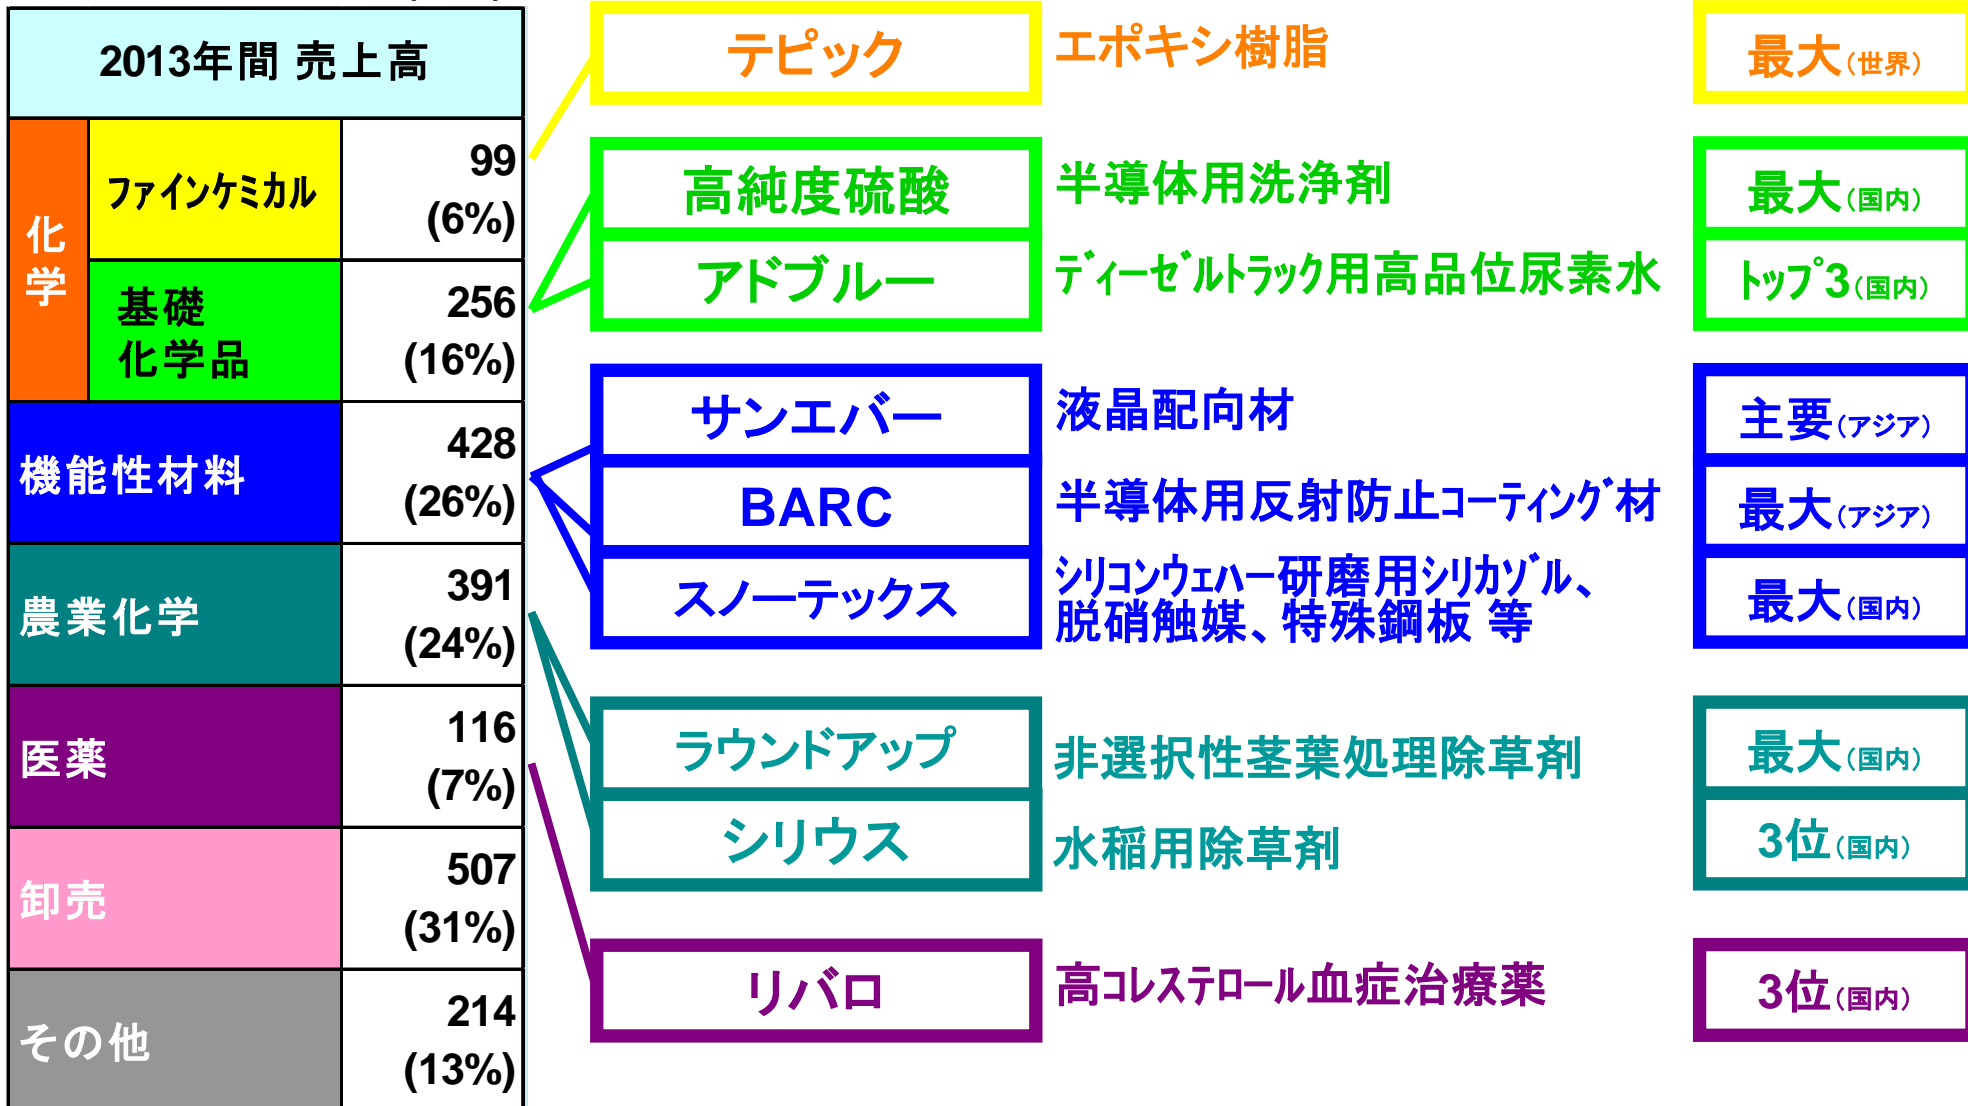 2013年間 売上高
化学
ファインケミカル
99
(6%)
基礎
化学品
256
(16%)
機能性材料
428
(26%)
農業化学
391
(24%)
医薬
116
(7%)
卸売
507
(31%)
その他
214
(13%)
テピック
エポキシ樹脂
最大(世界)
高純度硫酸
半導体用洗浄剤
最大(国内)
アドブルー
ディーゼルトラック用高品位尿素水
トップ3(国内)
サンエバー
液晶配向材
主要(アジア)
BARC
半導体用反射防止コーティング材
最大(アジア)
スノーテックス
シリコンウェハー研磨用シリカゾル、
脱硝触媒、特殊鋼板 等
最大(国内)
ラウンドアップ
非選択性茎葉処理除草剤
最大(国内)
シリウス
水稲用除草剤
3位(国内)
リバロ
高コレステロール血症治療薬
3位(国内)